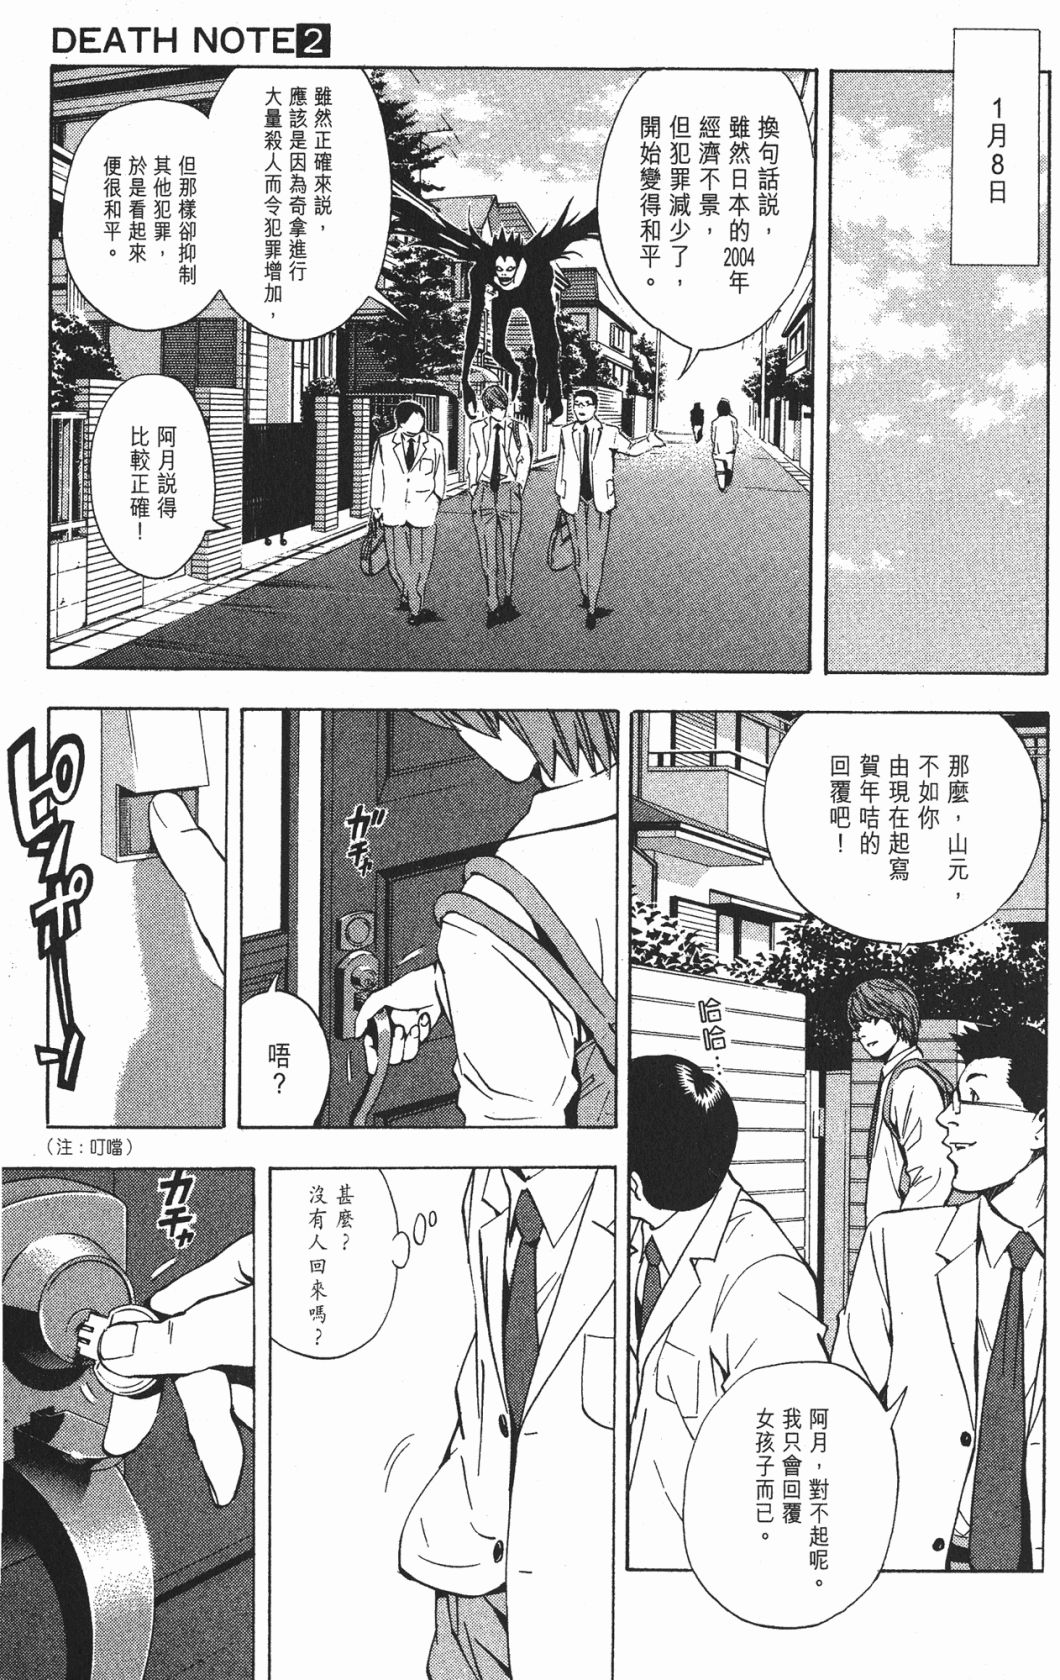 DEATH NOTE 2
1月8日
換句話說，
雖然日本的2004年
經濟不景，
但犯罪減少了，
開始變得和平。
雖然正確來說，
應該是因為奇拿進行
大量殺人而令犯罪增加，
但那樣卻抑制
其他犯罪，
於是看起來
便很和平。
阿月說得
比較正確！
那麼，山元，
不如你
由現在起寫
賀年咭的
回覆吧！
哈哈…
阿月，對不起呢。
我只會回覆
女孩子而已。
ガチャ
唔？
ピンポーン
（注：叮噹）
甚麼？
沒有人回來嗎？
ガチャ